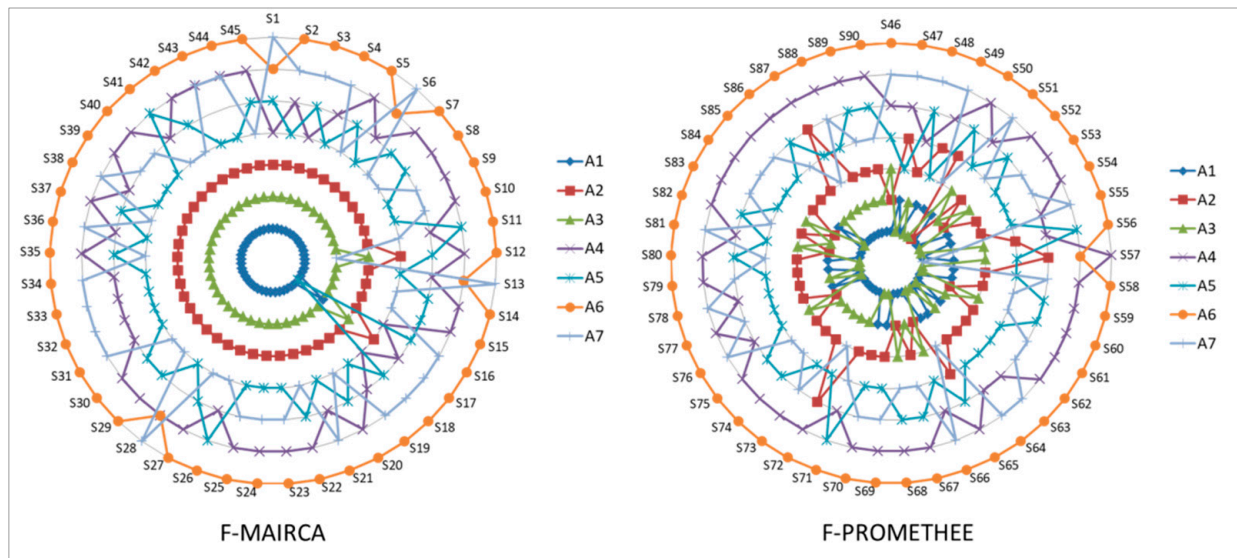 S1
S2
S3
S4
S5
S6
S7
S8
S9
S10
S11
S12
S13
S14
S15
S16
S17
S18
S19
S20
S21
S22
S23
S24
S25
S26
S27
S28
S29
S30
S31
S32
S33
S34
S35
S36
S37
S38
S39
S40
S41
S42
S43
S44
S45
A1
A2
A3
A4
A5
A6
A7
F-MAIRCA
S46
S47
S48
S49
S50
S51
S52
S53
S54
S55
S56
S57
S58
S59
S60
S61
S62
S63
S64
S65
S66
S67
S68
S69
S70
S71
S72
S73
S74
S75
S76
S77
S78
S79
S80
S81
S82
S83
S84
S85
S86
S87
S88
S89
S90
A1
A2
A3
A4
A5
A6
A7
F-PROMETHEE